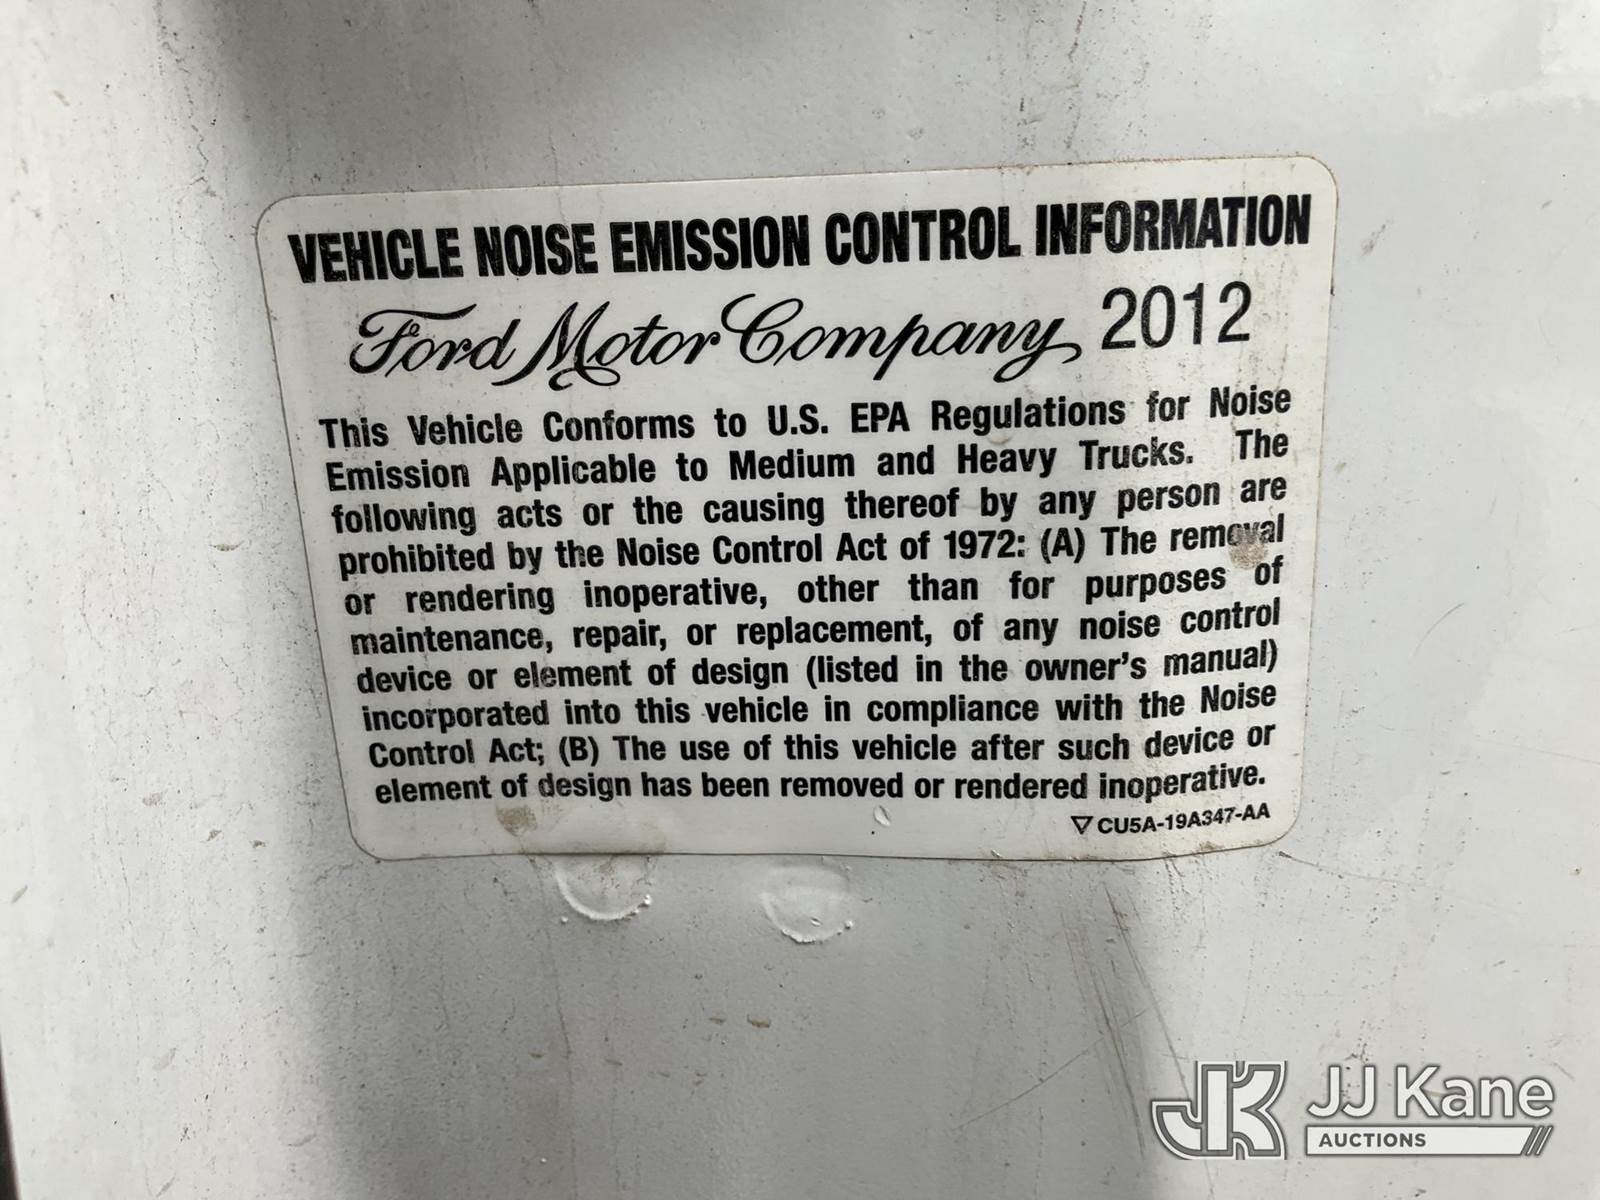 VEHICLE NOISE EMISSION CONTROL INFORMATION
Ford Motor Company 2012
This Vehicle Conforms to U.S. EPA Regulations for Noise
Emission Applicable to Medium and Heavy Trucks. The
following acts or the causing thereof by any person are
prohibited by the Noise Control Act of 1972: (A) The removal
or rendering inoperative, other than for purposes of
maintenance, repair, or replacement, of any noise control
device or element of design (listed in the owner's manual)
incorporated into this vehicle in compliance with the Noise
Control Act; (B) The use of this vehicle after such device or
element of design has been removed or rendered inoperative.
▽ CU5A-19A347-AA
JK JJ Kane
AUCTIONS